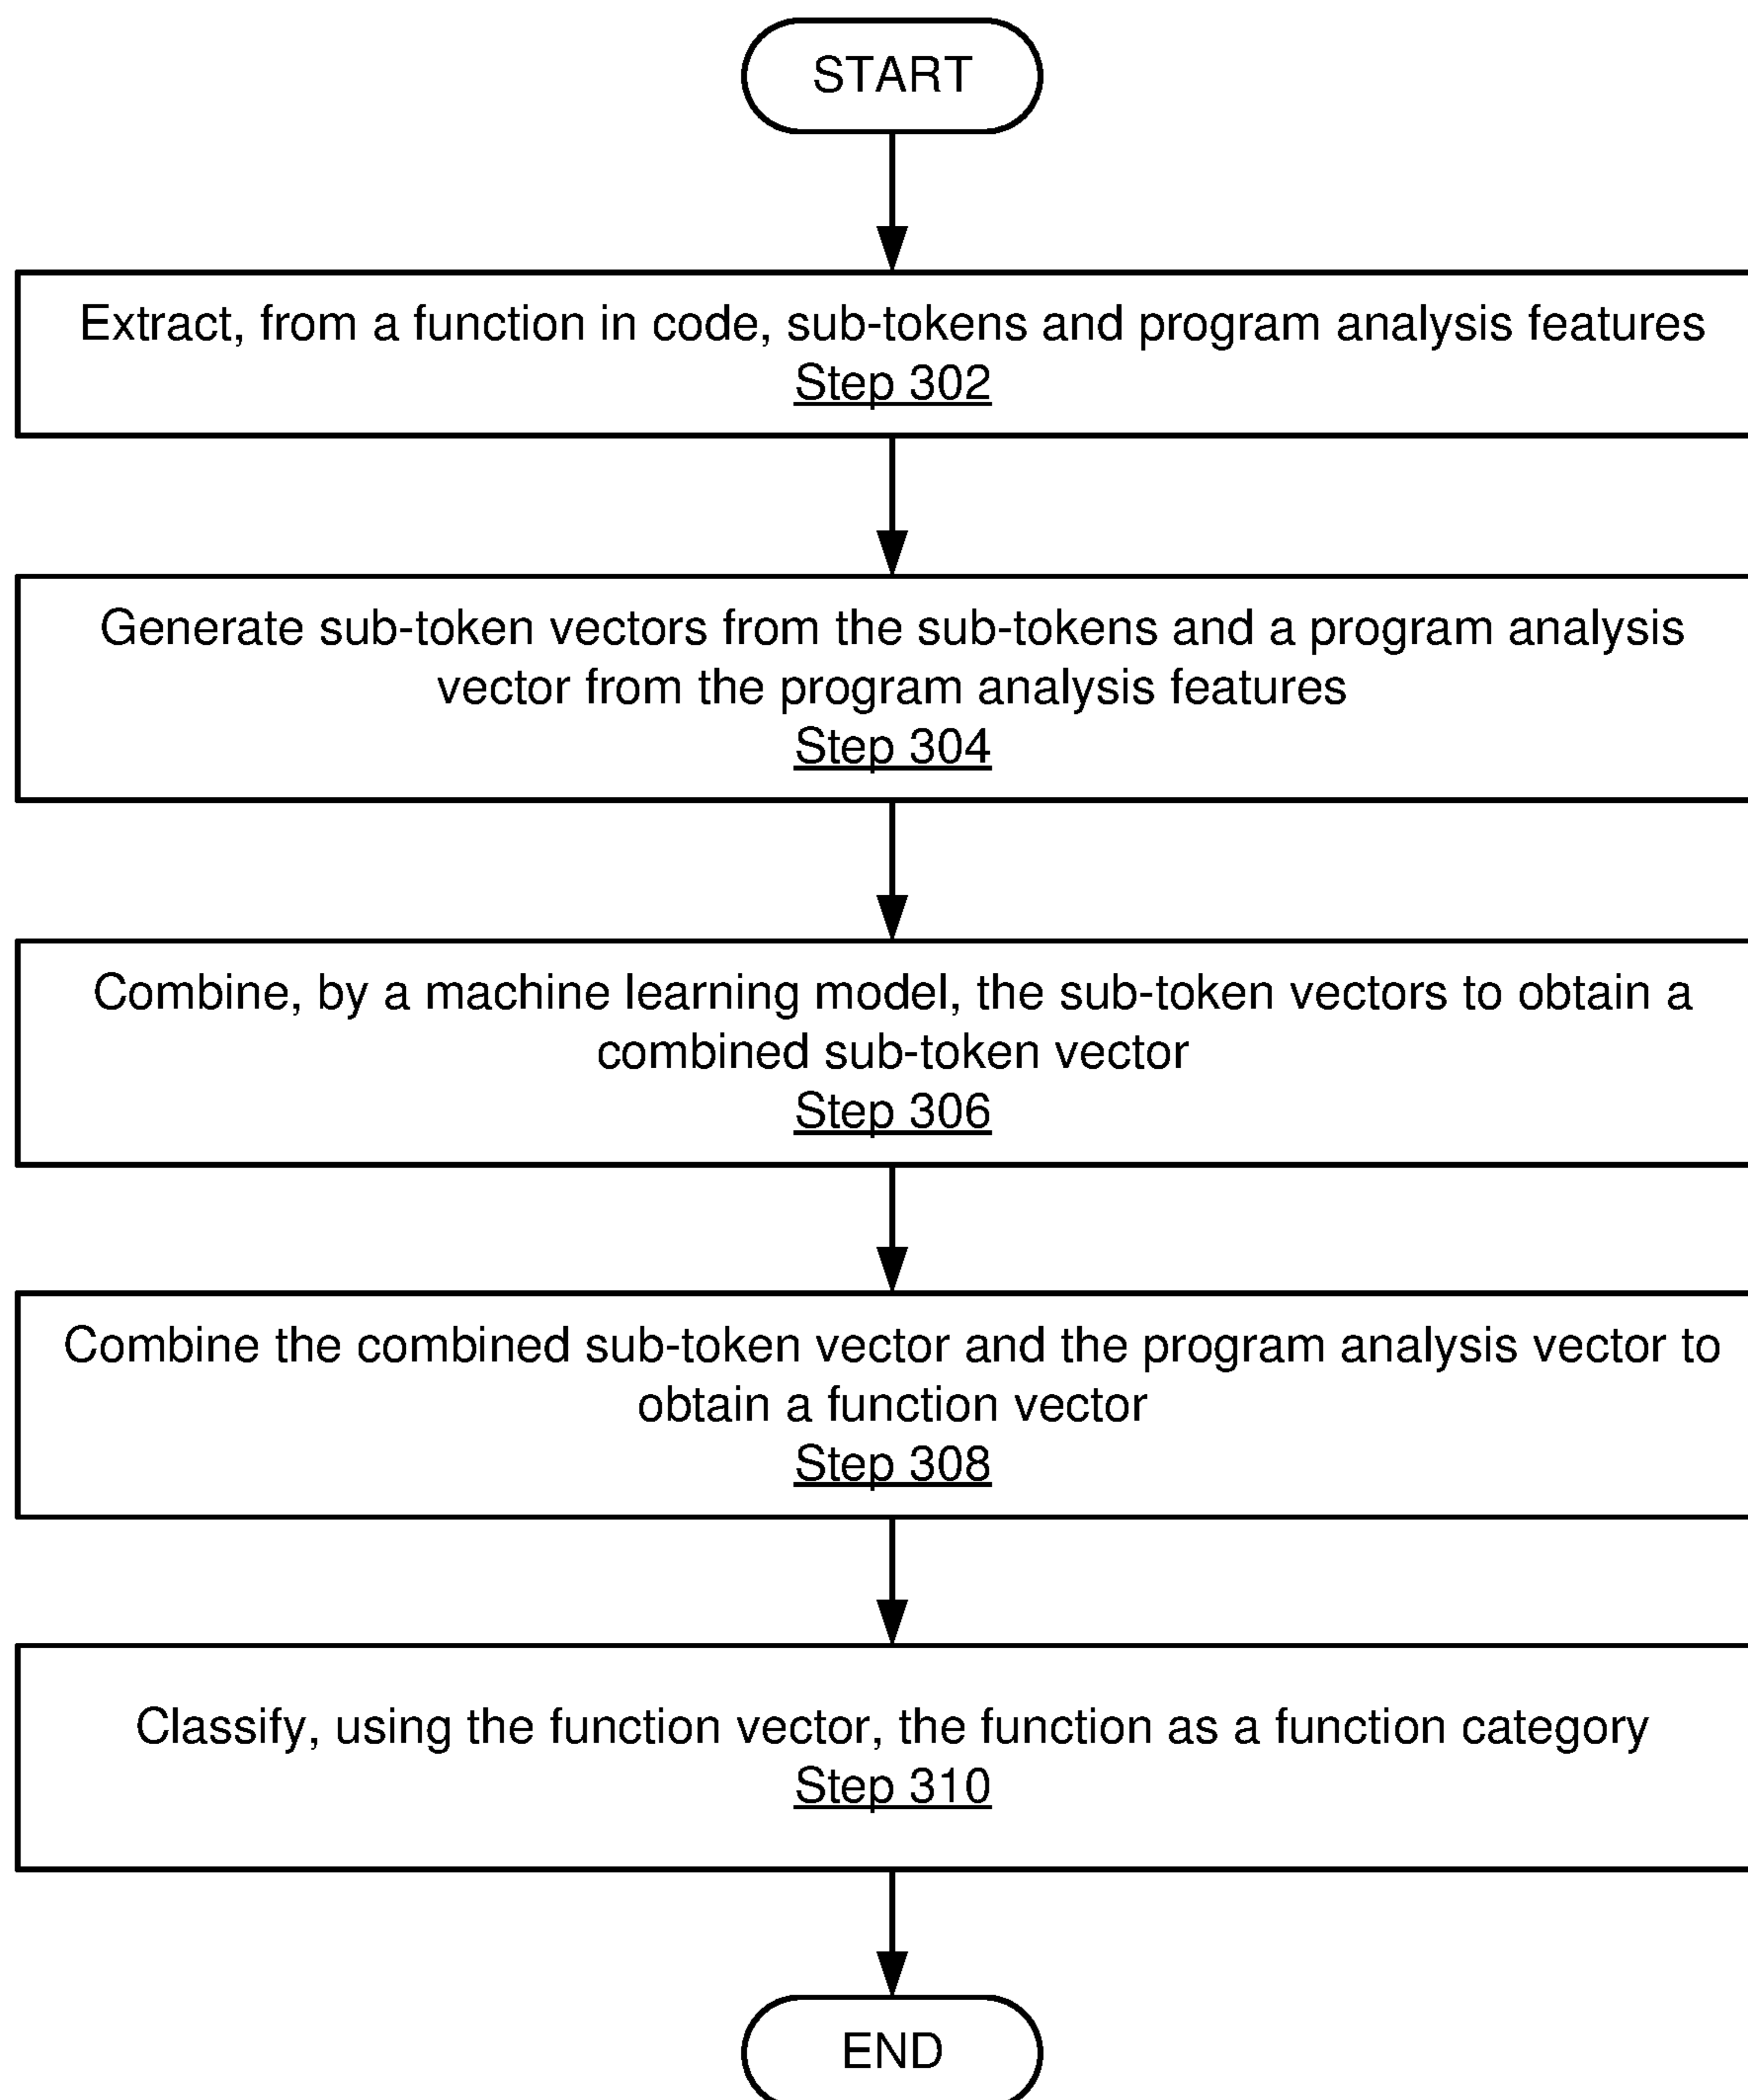 START
Extract, from a function in code, sub-tokens and program analysis features
Step 302
Generate sub-token vectors from the sub-tokens and a program analysis
vector from the program analysis features
Step 304
Combine, by a machine learning model, the sub-token vectors to obtain a
combined sub-token vector
Step 306
Combine the combined sub-token vector and the program analysis vector to
obtain a function vector
Step 308
Classify, using the function vector, the function as a function category
Step 310
END